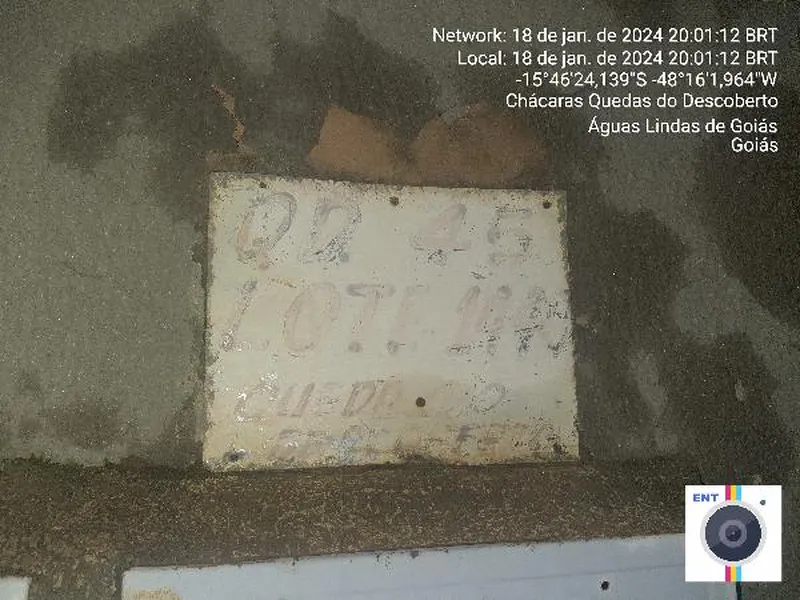 Network: 18 de jan. de 2024 20:01:12 BRT
Local: 18 de jan. de 2024 20:01:12 BRT
-15°46'24,139"S -48°16'1,964"W
Chácaras Quedas do Descoberto
Águas Lindas de Goiás
Goiás
QD 45
LOTE
QUEDA DO
ENT